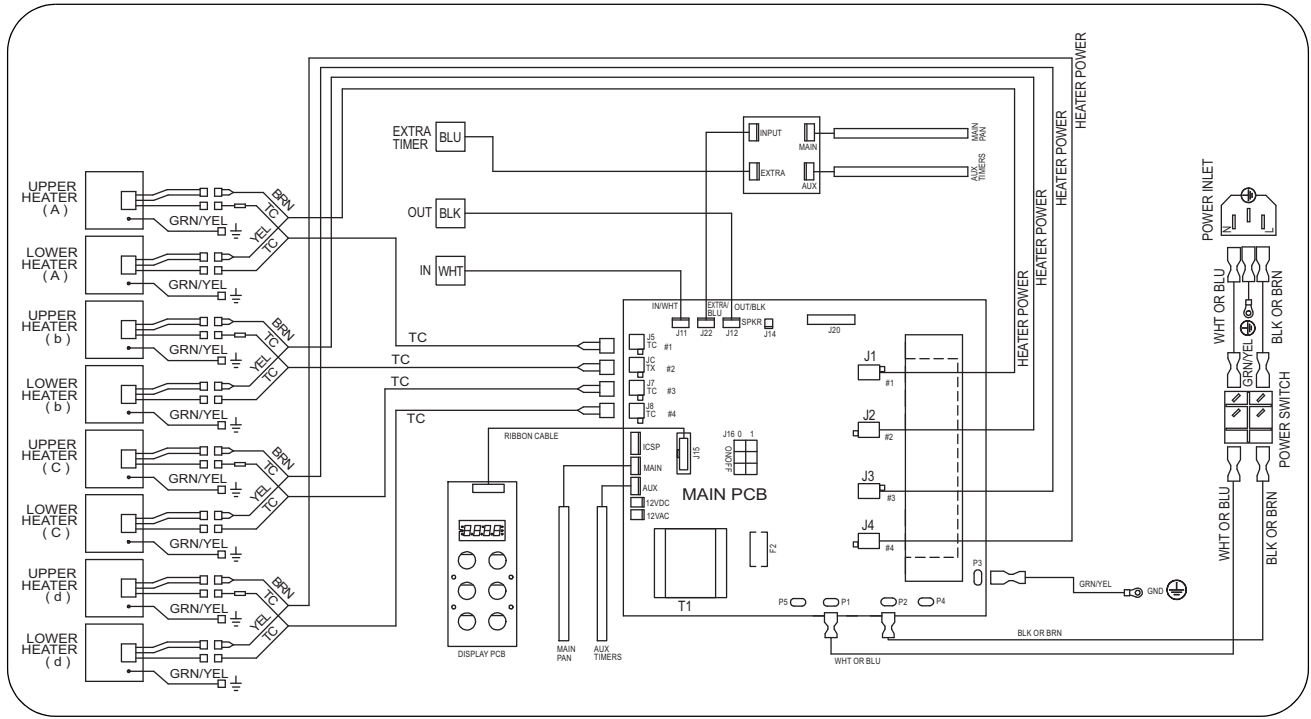 UPPER
HEATER
( A )
GRN/YEL
BRN
TC
YEL
TC
LOWER
HEATER
( A )
GRN/YEL
UPPER
HEATER
( b )
GRN/YEL
BRN
TC
YEL
TC
LOWER
HEATER
( b )
GRN/YEL
UPPER
HEATER
( C )
GRN/YEL
BRN
TC
YEL
TC
LOWER
HEATER
( C )
GRN/YEL
UPPER
HEATER
( d )
GRN/YEL
BRN
TC
YEL
TC
LOWER
HEATER
( d )
GRN/YEL
EXTRA
TIMER
BLU
OUT
BLK
IN
WHT
INPUT
MAIN
EXTRA
AUX
MAIN
PAN
AUX
TIMERS
HEATER POWER
HEATER POWER
HEATER POWER
HEATER POWER
TC
TC
TC
TC
IN/WHT
EXTRA/
BLU
OUT/BLK
SPKR
J11
J22
J12
J14
J20
J5
TC
#1
JC
TX
#2
J7
TC
#3
J8
TC
#4
J1
#1
J2
#2
J3
#3
J4
#4
RIBBON CABLE
ICSP
MAIN
AUX
12VDC
12VAC
J15
J16 0 1
ONOFF
MAIN PCB
T1
F2
P5
P1
P2
P4
P3
GRN/YEL
GND
DISPLAY PCB
8.8.8.8.
MAIN
PAN
AUX
TIMERS
WHT OR BLU
BLK OR BRN
POWER INLET
N
L
WHT OR BLU
GRN/YEL
BLK OR BRN
POWER SWITCH
WHT OR BLU
BLK OR BRN